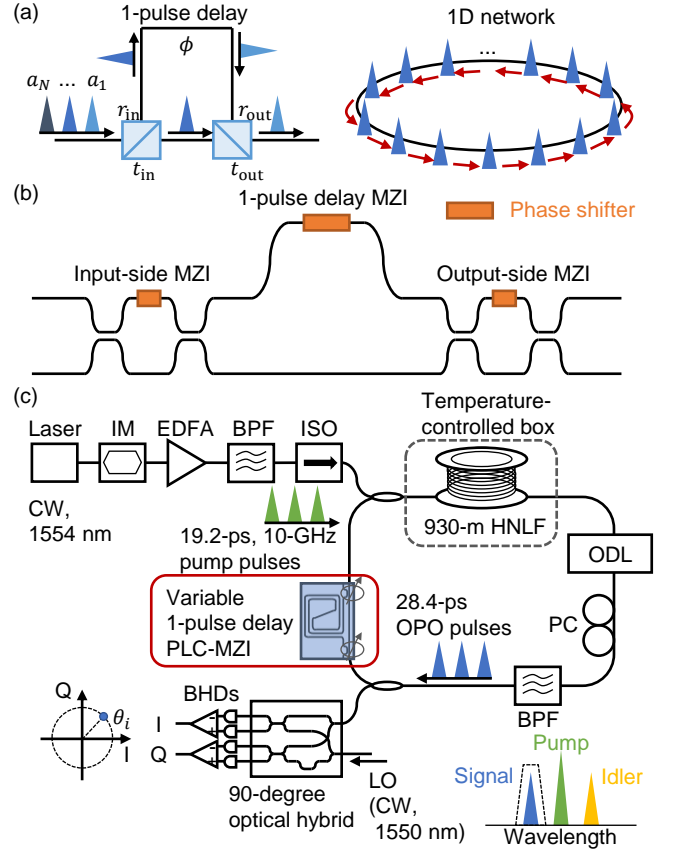 (a)
1-pulse delay
1D network
ϕ
...
a_N ... a_1
r_in
r_out
t_in
t_out
(b)
1-pulse delay MZI
Phase shifter
Input-side MZI
Output-side MZI
(c)
Temperature-
controlled box
Laser IM EDFA BPF ISO
CW,
1554 nm
930-m HNLF
19.2-ps, 10-GHz
pump pulses
ODL
Variable
1-pulse delay
PLC-MZI
28.4-ps
OPO pulses
PC
BPF
Q
θ_i
I
BHDs
I
Q
-
+
-
+
90-degree
optical hybrid
LO
(CW,
1550 nm)
Pump
Signal
Idler
Wavelength